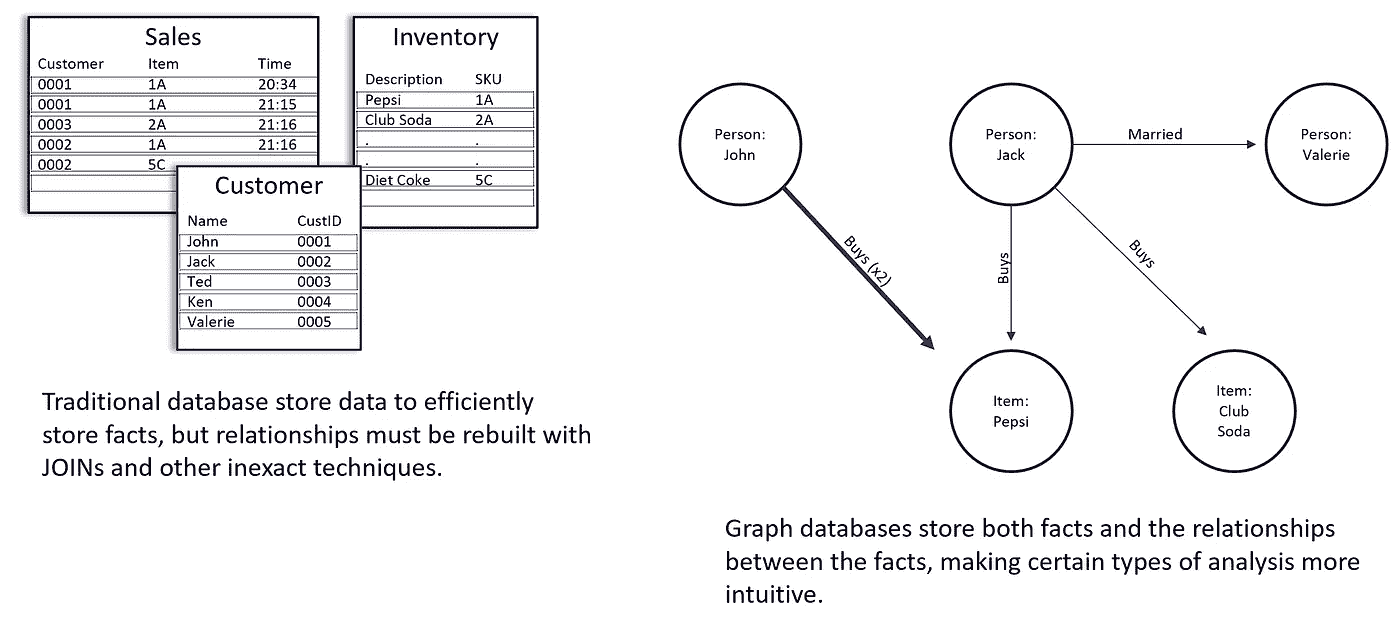 Sales
Customer Item Time
0001 1A 20:34
0001 1A 21:15
0003 2A 21:16
0002 1A 21:16
0002 5C
Inventory
Description SKU
Pepsi 1A
Club Soda 2A
. .
. .
Diet Coke 5C
Customer
Name CustID
John 0001
Jack 0002
Ted 0003
Ken 0004
Valerie 0005
Traditional database store data to efficiently
store facts, but relationships must be rebuilt with
JOINs and other inexact techniques.
Person:
John
Person:
Jack
Married
Person:
Valerie
Buys (x2)
Buys
Buys
Item:
Pepsi
Item:
Club
Soda
Graph databases store both facts and the relationships
between the facts, making certain types of analysis more
intuitive.